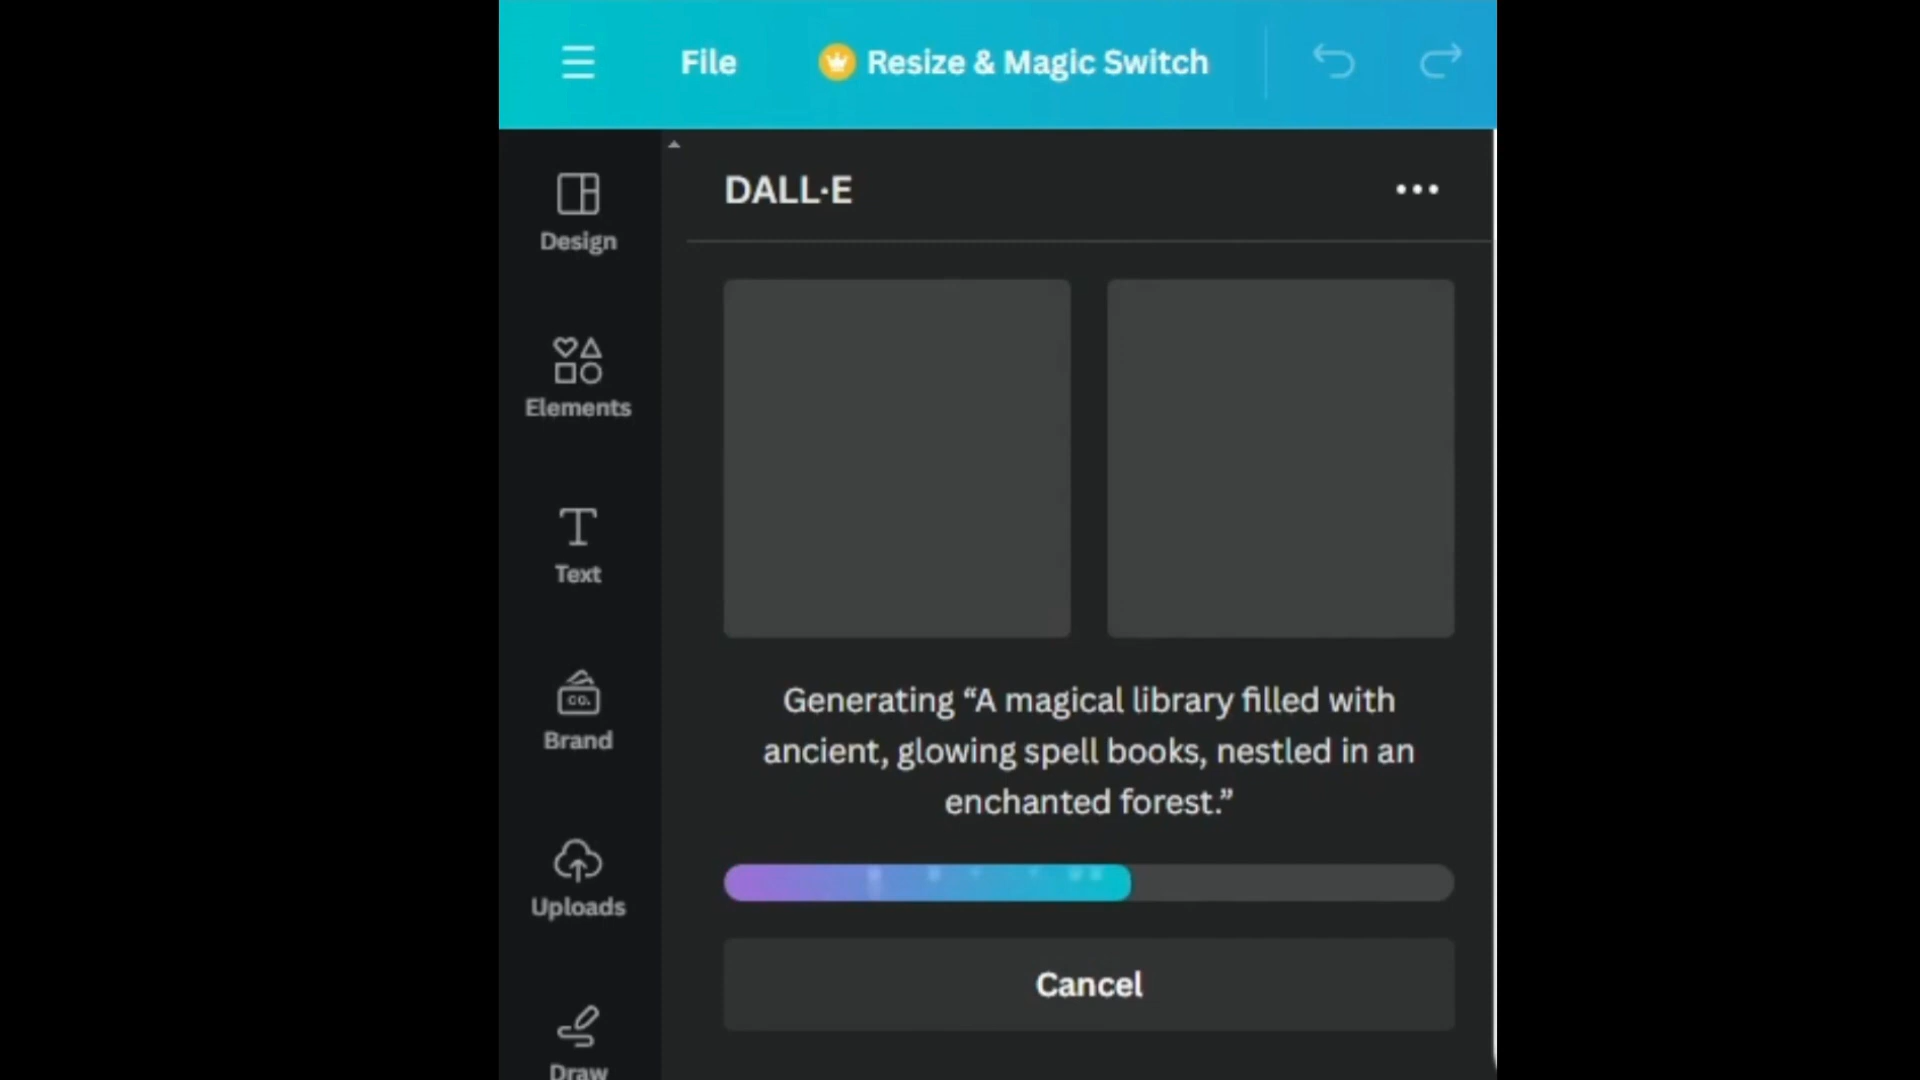 File
Resize & Magic Switch
DALL·E
Design
Elements
Text
CO.
Brand
Uploads
Draw
Generating “A magical library filled with
ancient, glowing spell books, nestled in an
enchanted forest.”
Cancel